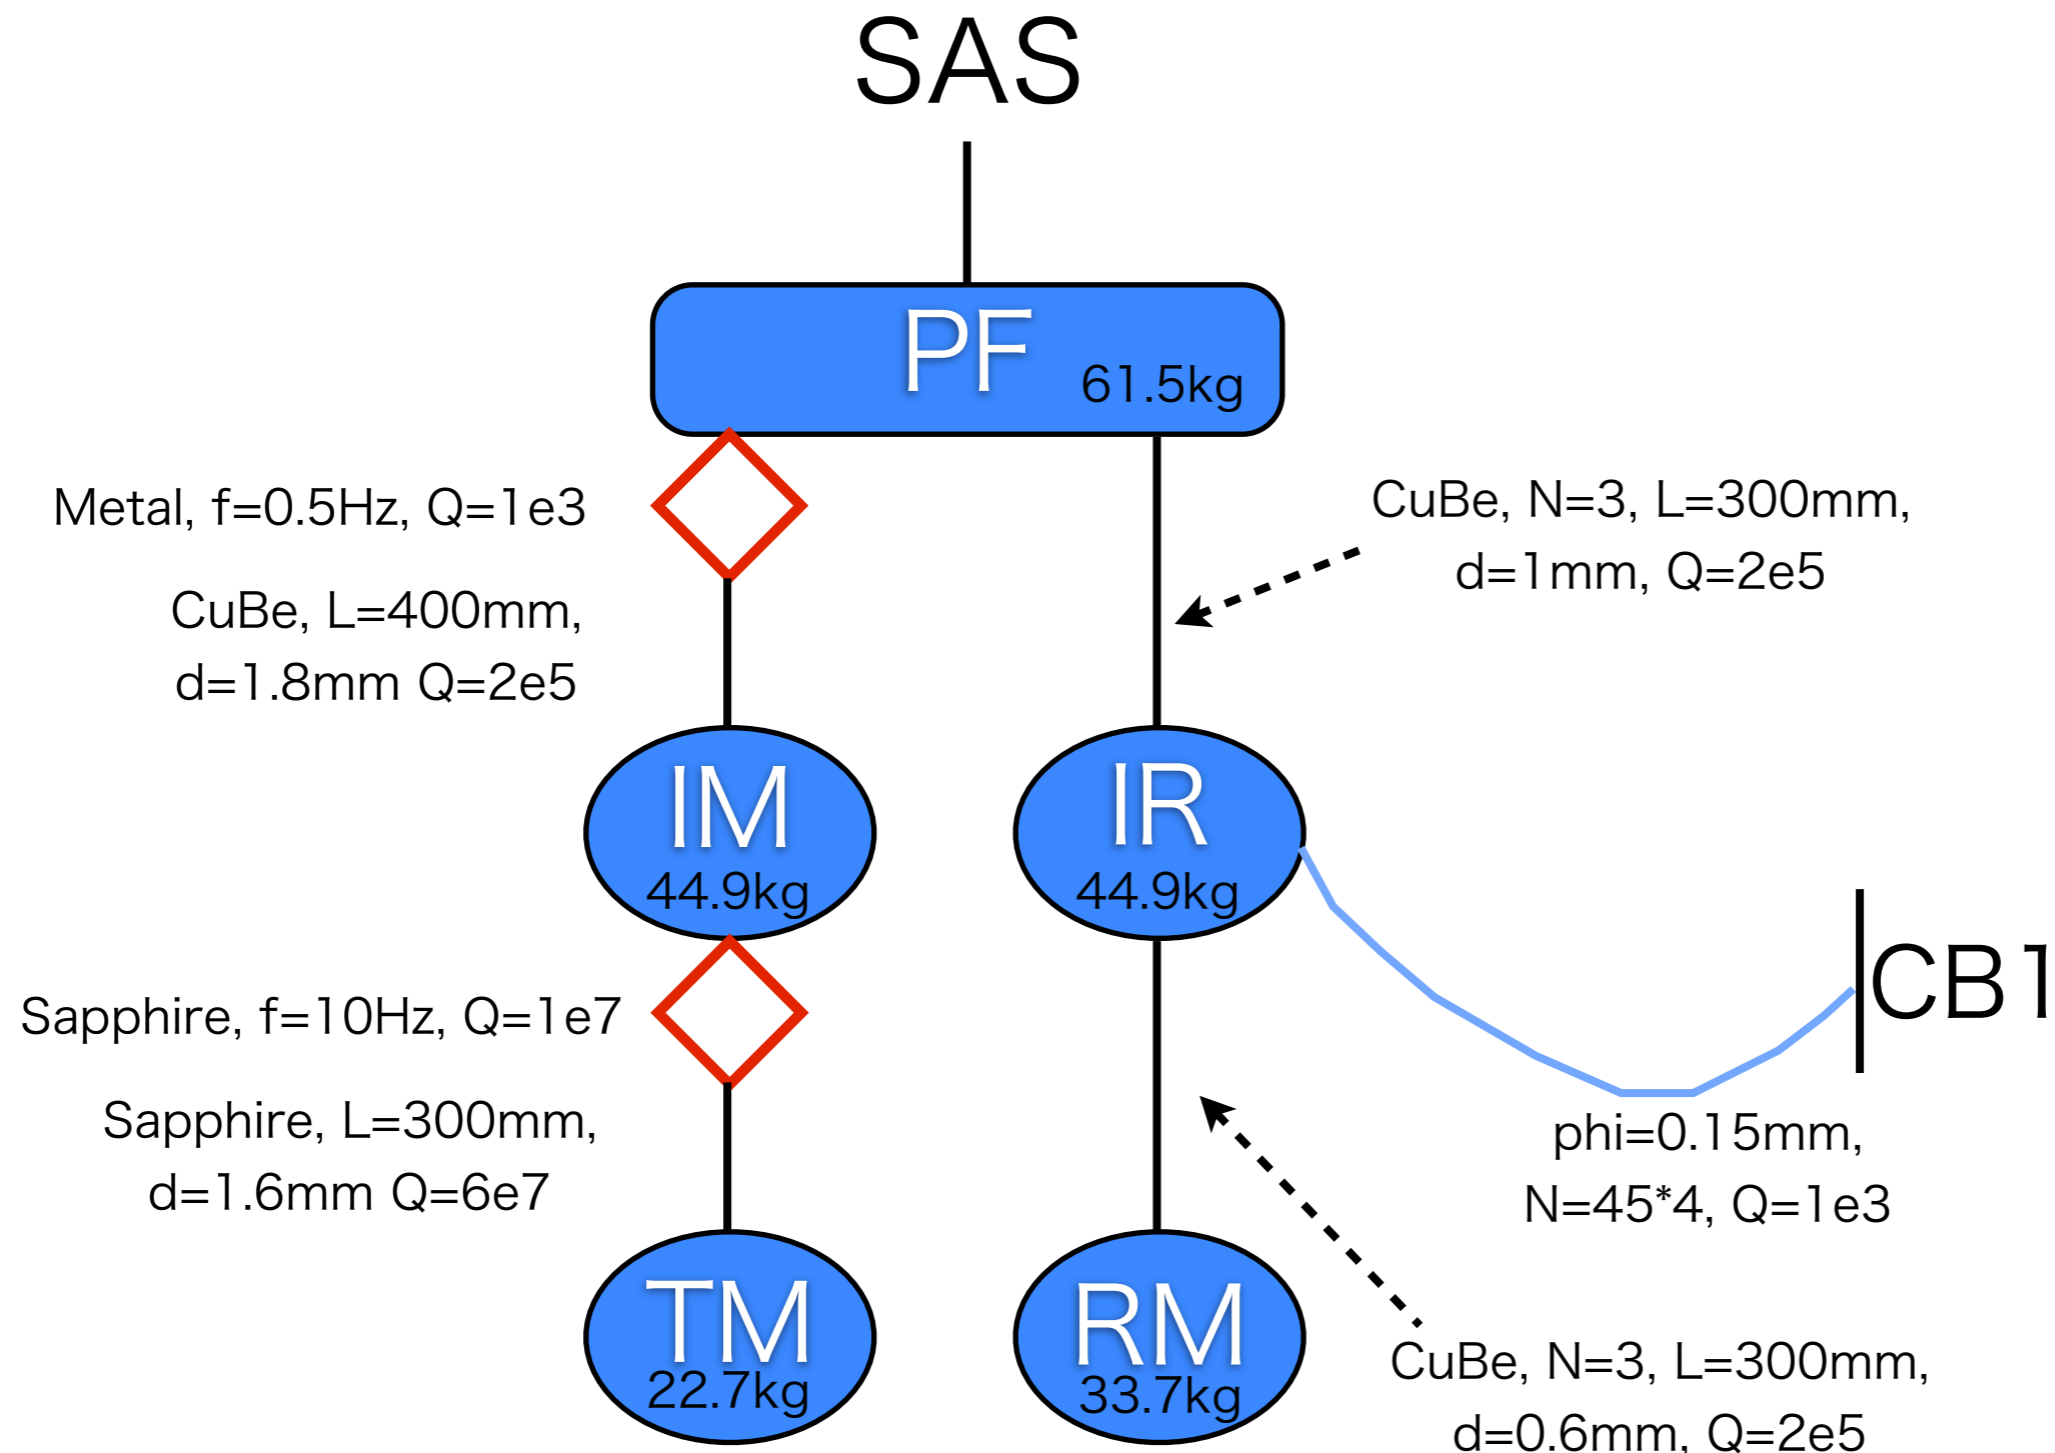 SAS
PF
61.5kg
Metal, f=0.5Hz, Q=1e3
CuBe, L=400mm,
d=1.8mm Q=2e5
CuBe, N=3, L=300mm,
d=1mm, Q=2e5
IM
44.9kg
IR
44.9kg
CB1
Sapphire, f=10Hz, Q=1e7
Sapphire, L=300mm,
d=1.6mm Q=6e7
phi=0.15mm,
N=45*4, Q=1e3
TM
22.7kg
RM
33.7kg
CuBe, N=3, L=300mm,
d=0.6mm, Q=2e5